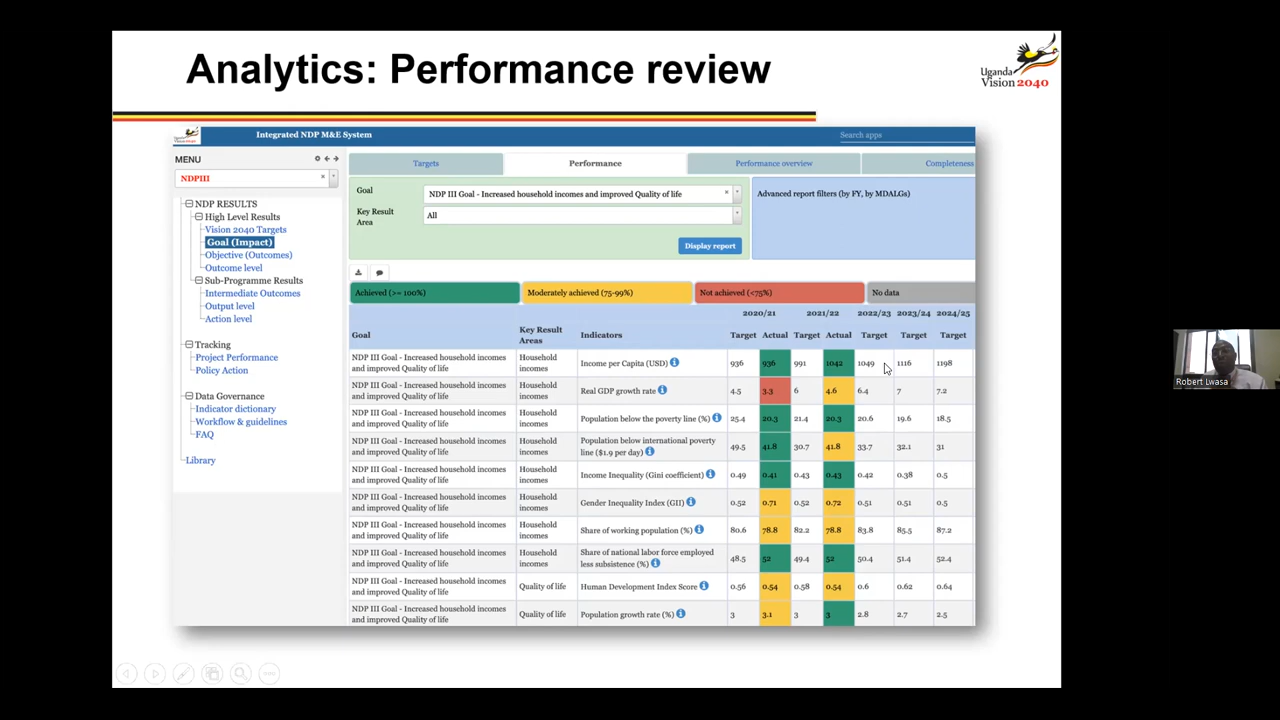 Analytics: Performance review
Uganda
Vision 2040
Integrated NDP M&E System
Search apps
MENU
NDPIII
NDP RESULTS
High Level Results
Vision 2040 Targets
Goal (Impact)
Objective (Outcomes)
Outcome level
Sub-Programme Results
Intermediate Outcomes
Output level
Action level
Tracking
Project Performance
Policy Action
Data Governance
Indicator dictionary
Workflow & guidelines
FAQ
Library
Targets Performance Performance overview Completeness
Goal NDP III Goal - Increased household incomes and improved Quality of life
Key Result Area All
Display report
Advanced report filters (by FY, by MDALGs)
Achieved (>= 100%) Moderately achieved (75-99%) Not achieved (<75%) No data
2020/21 2021/22 2022/23 2023/24 2024/25
Goal Key Result Areas Indicators Target Actual Target Actual Target Target Target
NDP III Goal - Increased household incomes and improved Quality of life Household incomes Income per Capita (USD) 936 936 991 1042 1049 1116 1198
NDP III Goal - Increased household incomes and improved Quality of life Household incomes Real GDP growth rate 4.5 3.3 6 4.6 6.4 7 7.2
NDP III Goal - Increased household incomes and improved Quality of life Household incomes Population below the poverty line (%) 25.4 20.3 21.4 20.3 20.6 19.6 18.5
NDP III Goal - Increased household incomes and improved Quality of life Household incomes Population below international poverty line ($1.9 per day) 49.5 41.8 30.7 41.8 33.7 32.1 31
NDP III Goal - Increased household incomes and improved Quality of life Household incomes Income Inequality (Gini coefficient) 0.49 0.41 0.43 0.43 0.42 0.38 0.5
NDP III Goal - Increased household incomes and improved Quality of life Household incomes Gender Inequality Index (GII) 0.52 0.71 0.52 0.72 0.51 0.51 0.5
NDP III Goal - Increased household incomes and improved Quality of life Household incomes Share of working population (%) 80.6 78.8 82.2 78.8 83.8 85.5 87.2
NDP III Goal - Increased household incomes and improved Quality of life Household incomes Share of national labor force employed less subsistence (%) 48.5 52 49.4 52 50.4 51.4 52.4
NDP III Goal - Increased household incomes and improved Quality of life Quality of life Human Development Index Score 0.56 0.54 0.58 0.54 0.6 0.62 0.64
NDP III Goal - Increased household incomes and improved Quality of life Quality of life Population growth rate (%) 3 3.1 3 3 2.8 2.7 2.5
Robert Lwasa